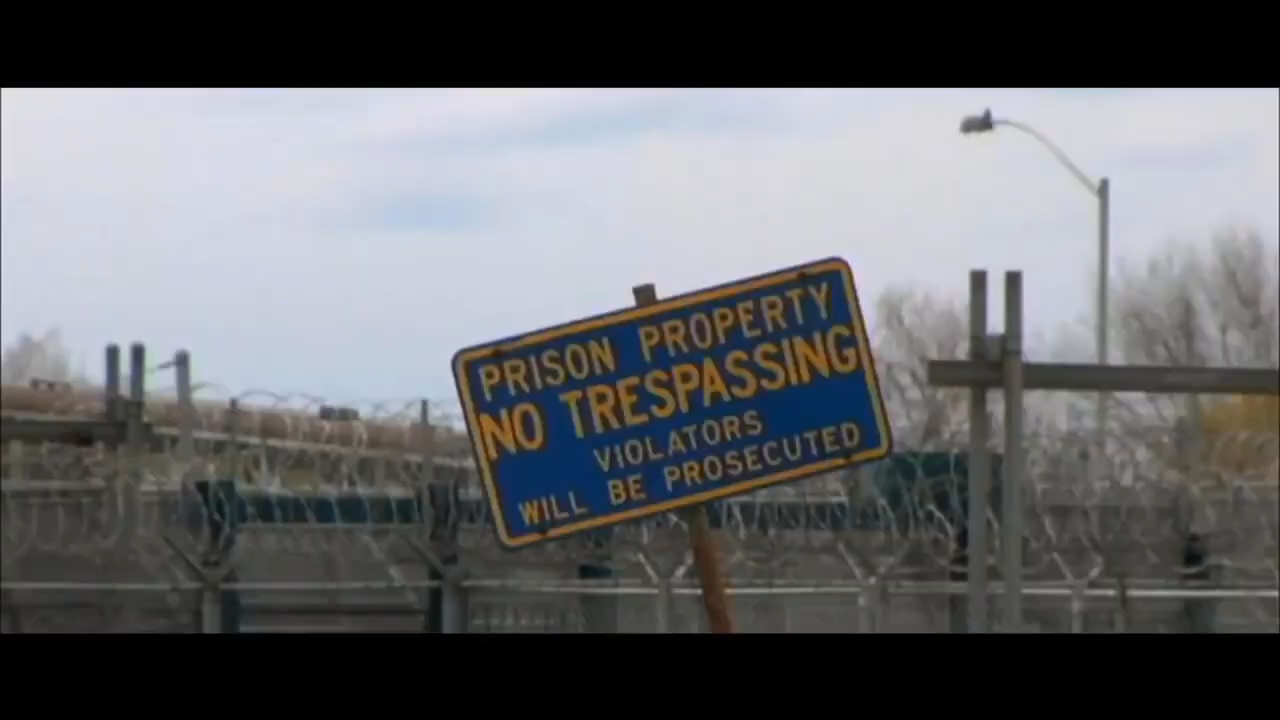 PRISON PROPERTY
NO TRESPASSING
VIOLATORS
WILL BE PROSECUTED